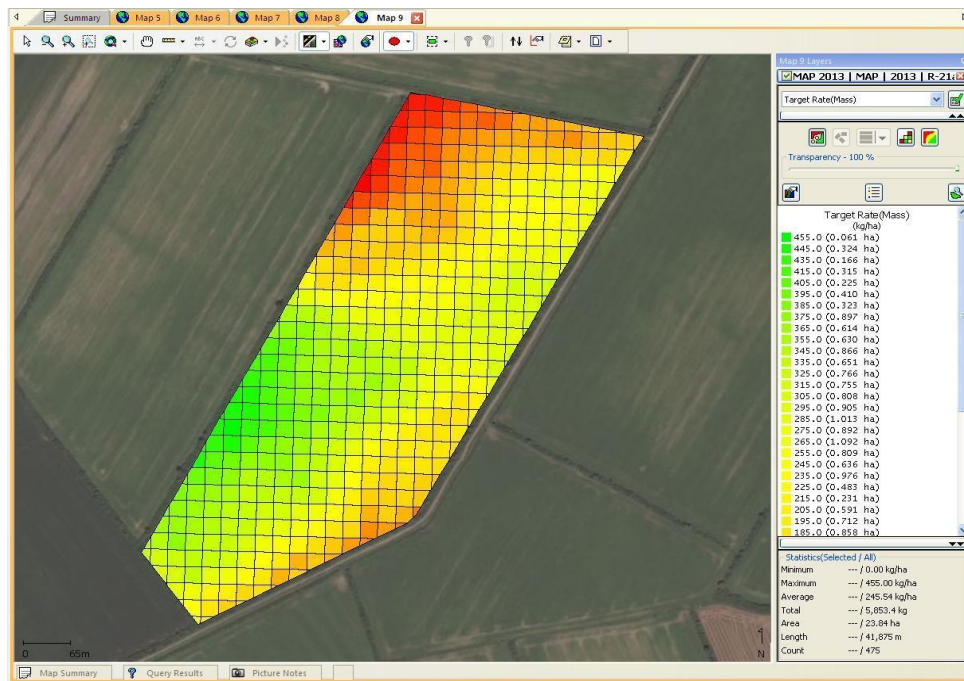 Summary Map 5 Map 6 Map 7 Map 8 Map 9
Map 9 Layers
MAP 2013 | MAP | 2013 | R-21
Target Rate(Mass)
Transparency - 100 %
Target Rate(Mass)
(kg/ha)
455.0 (0.061 ha)
445.0 (0.324 ha)
435.0 (0.166 ha)
415.0 (0.315 ha)
405.0 (0.225 ha)
395.0 (0.410 ha)
385.0 (0.323 ha)
375.0 (0.897 ha)
365.0 (0.614 ha)
355.0 (0.630 ha)
345.0 (0.866 ha)
335.0 (0.651 ha)
325.0 (0.766 ha)
315.0 (0.755 ha)
305.0 (0.808 ha)
295.0 (0.905 ha)
285.0 (1.013 ha)
275.0 (0.892 ha)
265.0 (1.092 ha)
255.0 (0.809 ha)
245.0 (0.636 ha)
235.0 (0.976 ha)
225.0 (0.483 ha)
215.0 (0.231 ha)
205.0 (0.591 ha)
195.0 (0.712 ha)
185.0 (0.858 ha)
Statistics(Selected / All)
Minimum --- / 0.00 kg/ha
Maximum --- / 455.00 kg/ha
Average --- / 245.54 kg/ha
Total --- / 5,853.4 kg
Area --- / 23.84 ha
Length --- / 41,875 m
Count --- / 475
0 65m
N
Map Summary Query Results Picture Notes